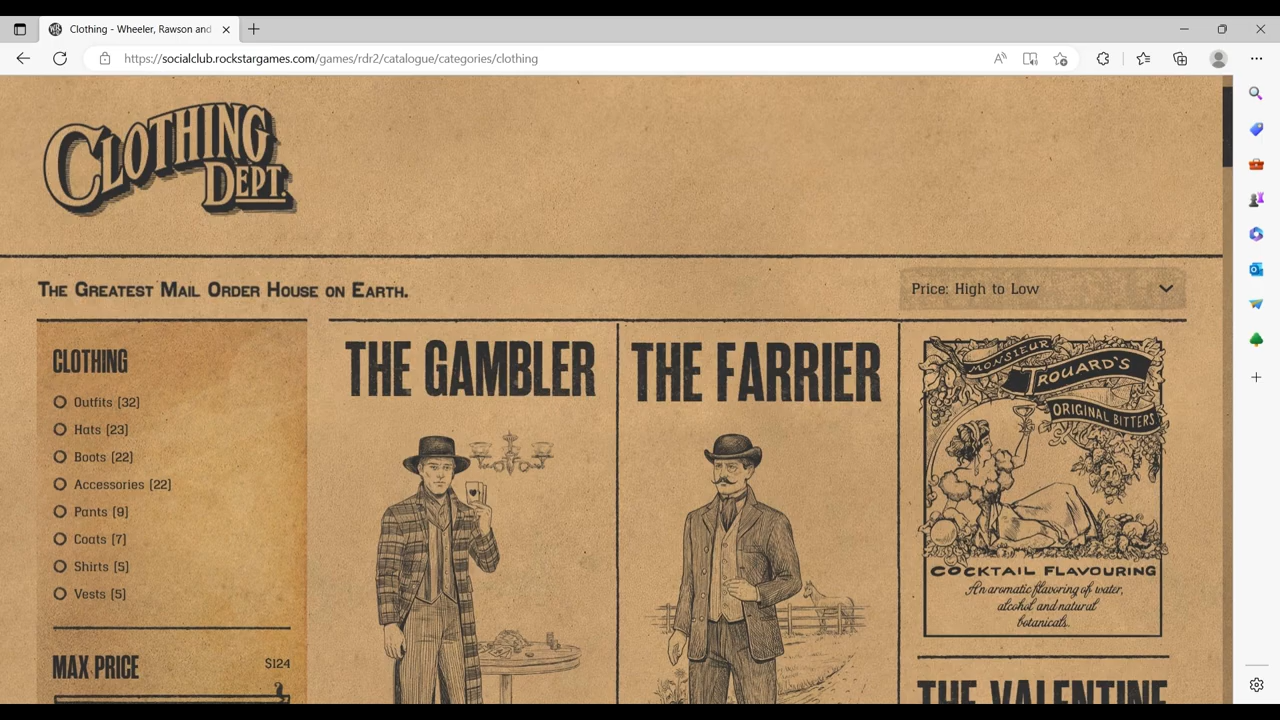 Clothing - Wheeler, Rawson and
https://socialclub.rockstargames.com/games/rdr2/catalogue/categories/clothing
CLOTHING
DEPT.
THE GREATEST MAIL ORDER HOUSE ON EARTH.
Price: High to Low
CLOTHING
Outfits (32)
Hats (23)
Boots (22)
Accessories (22)
Pants (9)
Coats (7)
Shirts (5)
Vests (5)
MAX PRICE
$124
THE GAMBLER
THE FARRIER
MONSIEUR
TROUARD'S
ORIGINAL BITTERS
COCKTAIL FLAVOURING
An aromatic flavoring of water,
alcohol and natural
botanicals.
THE VALENTINE